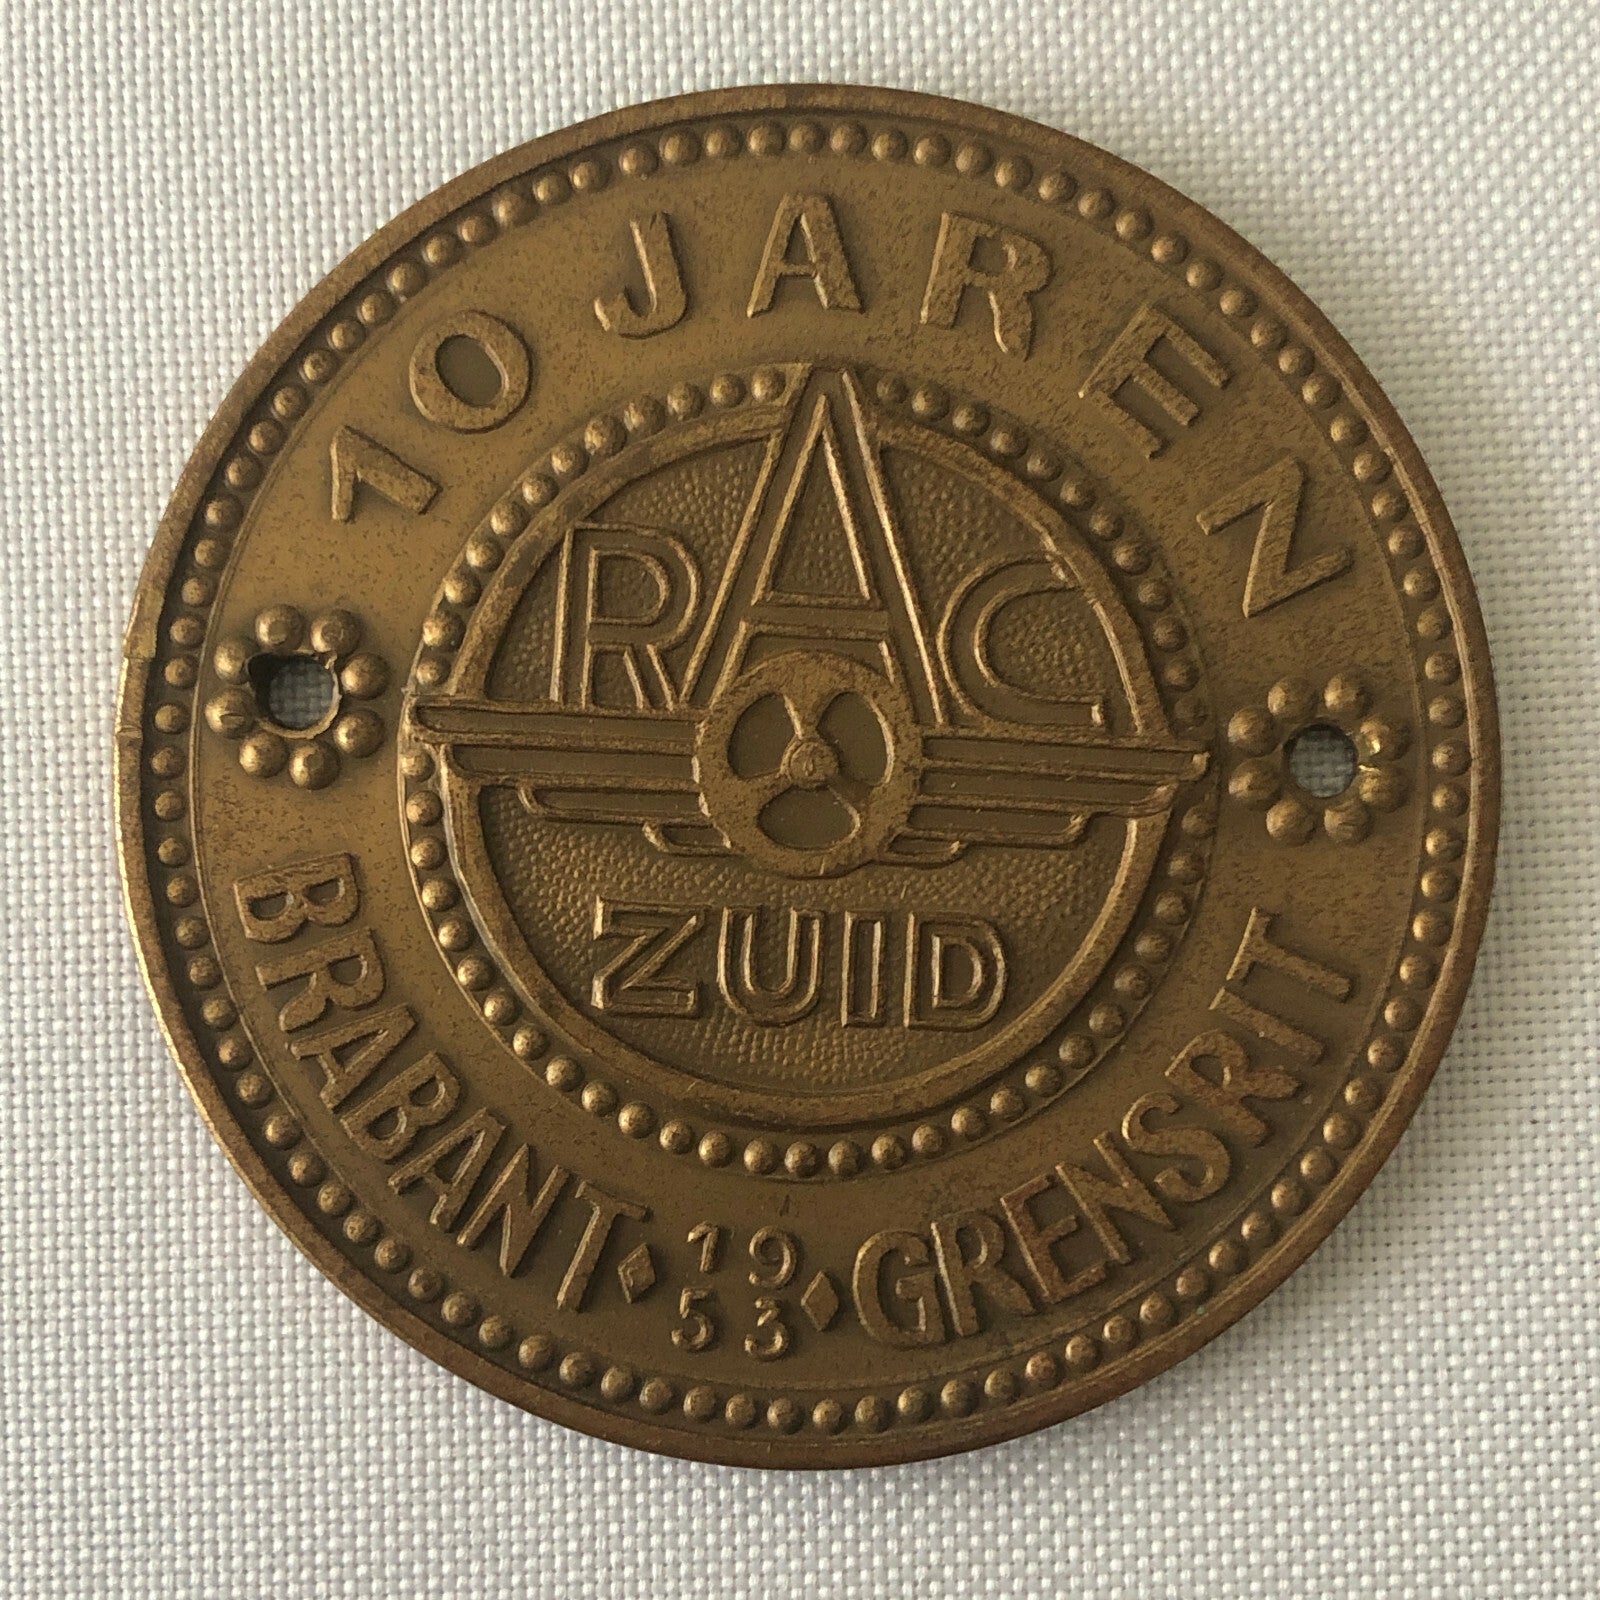 10 JAREN
RAC
ZUID
BRABANT 1953 GRENSRIT